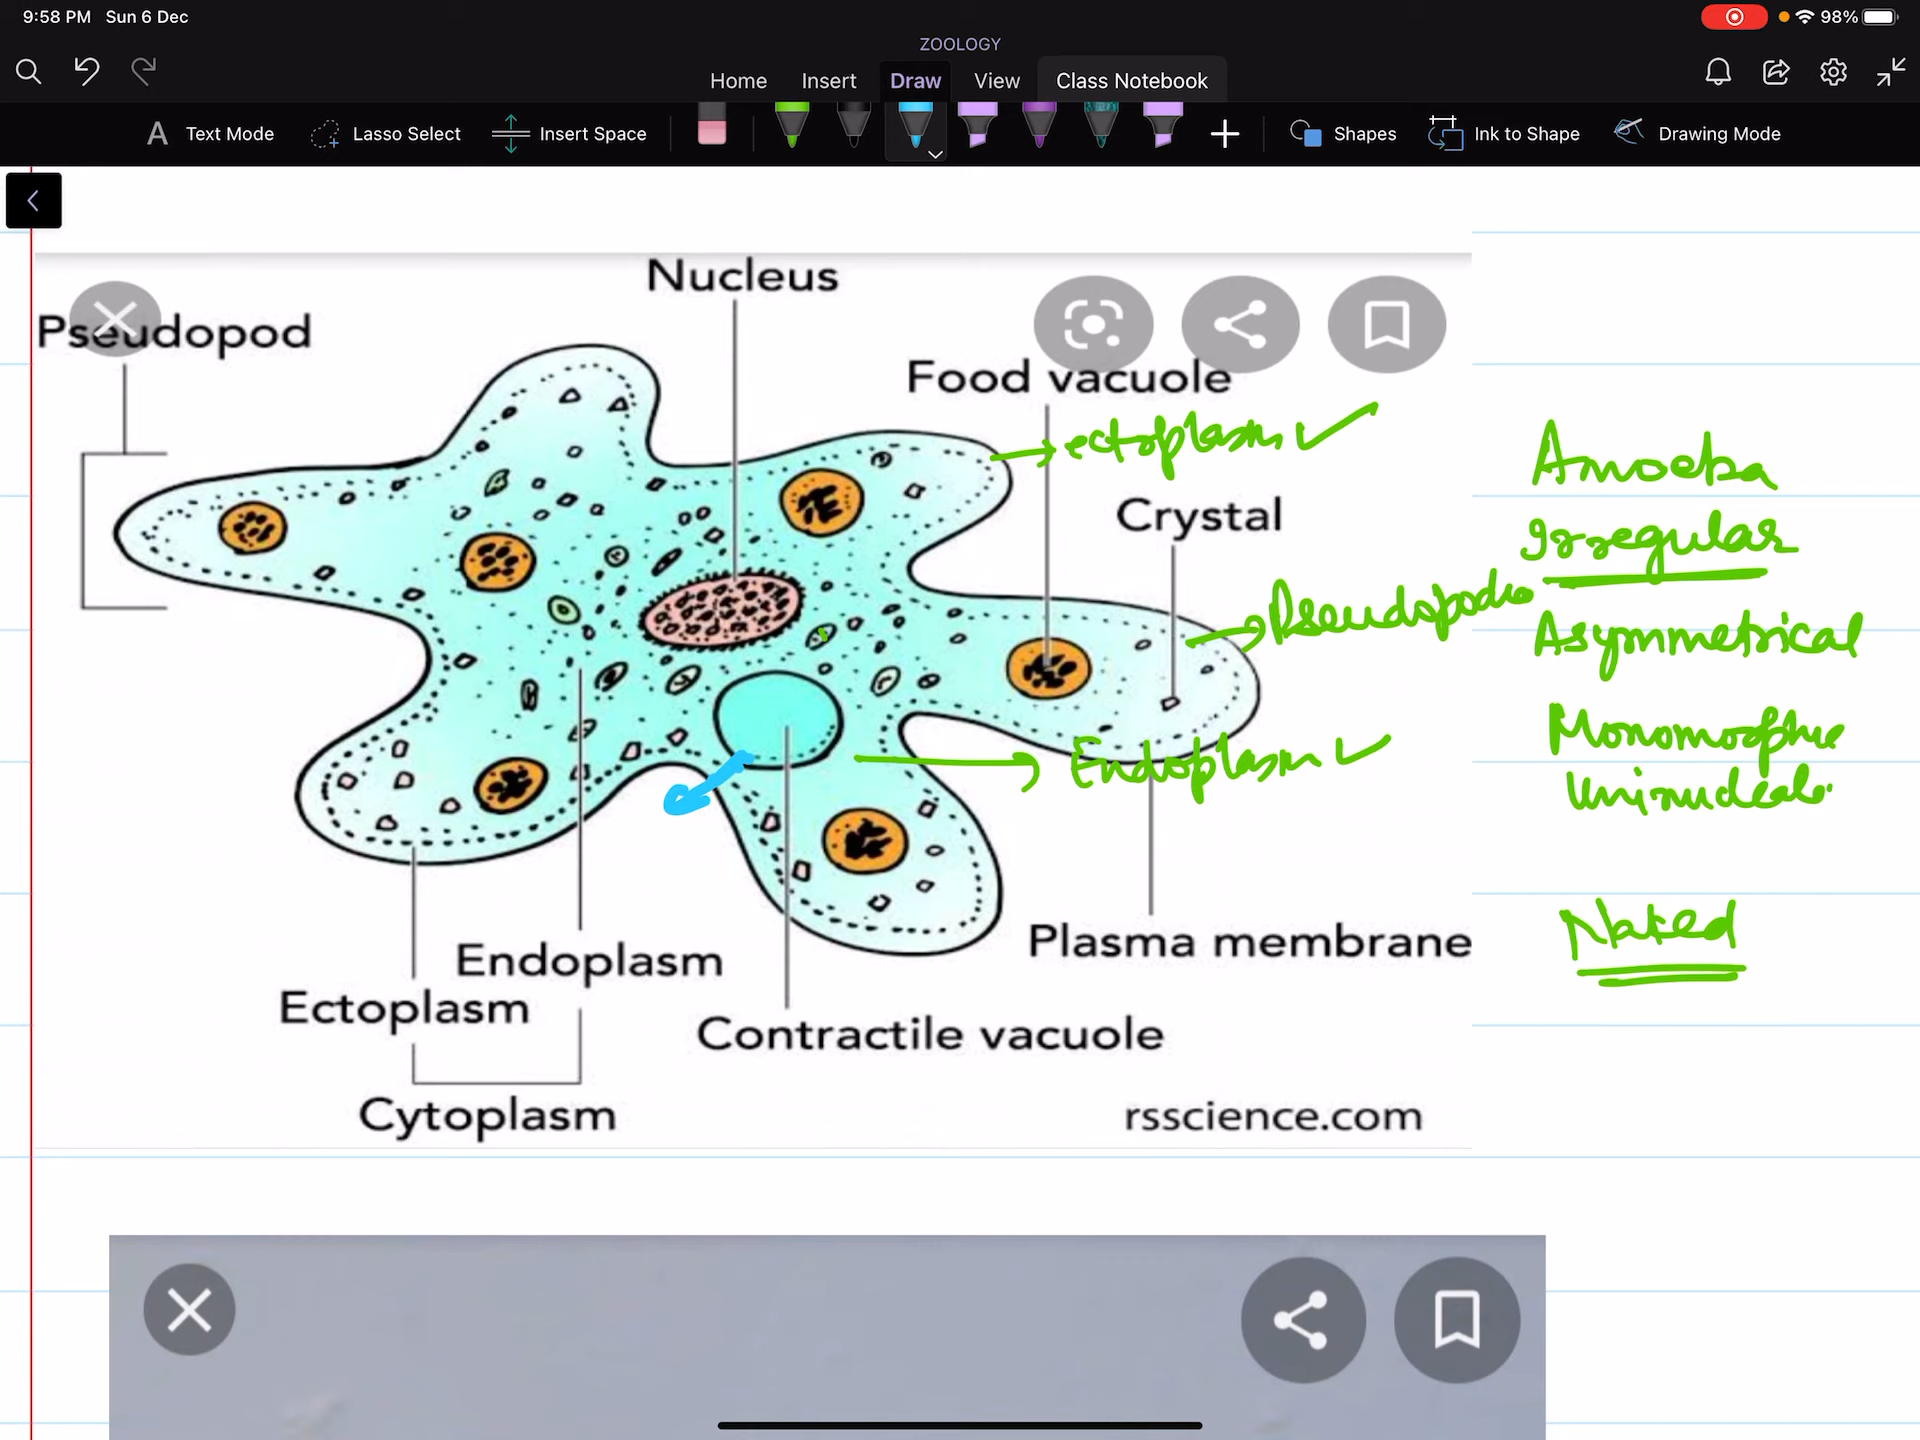 9:58 PM Sun 6 Dec
98%
ZOOLOGY
Home Insert Draw View Class Notebook
Text Mode Lasso Select Insert Space Shapes Ink to Shape Drawing Mode
Nucleus
Pseudopod
Food vacuole
ectoplasm
Crystal
Pseudopodia
Endoplasm
Amoeba
Irregular
Asymmetrical
Monomorphic
Uninucleate
Naked
Plasma membrane
Endoplasm
Ectoplasm
Contractile vacuole
Cytoplasm
rsscience.com